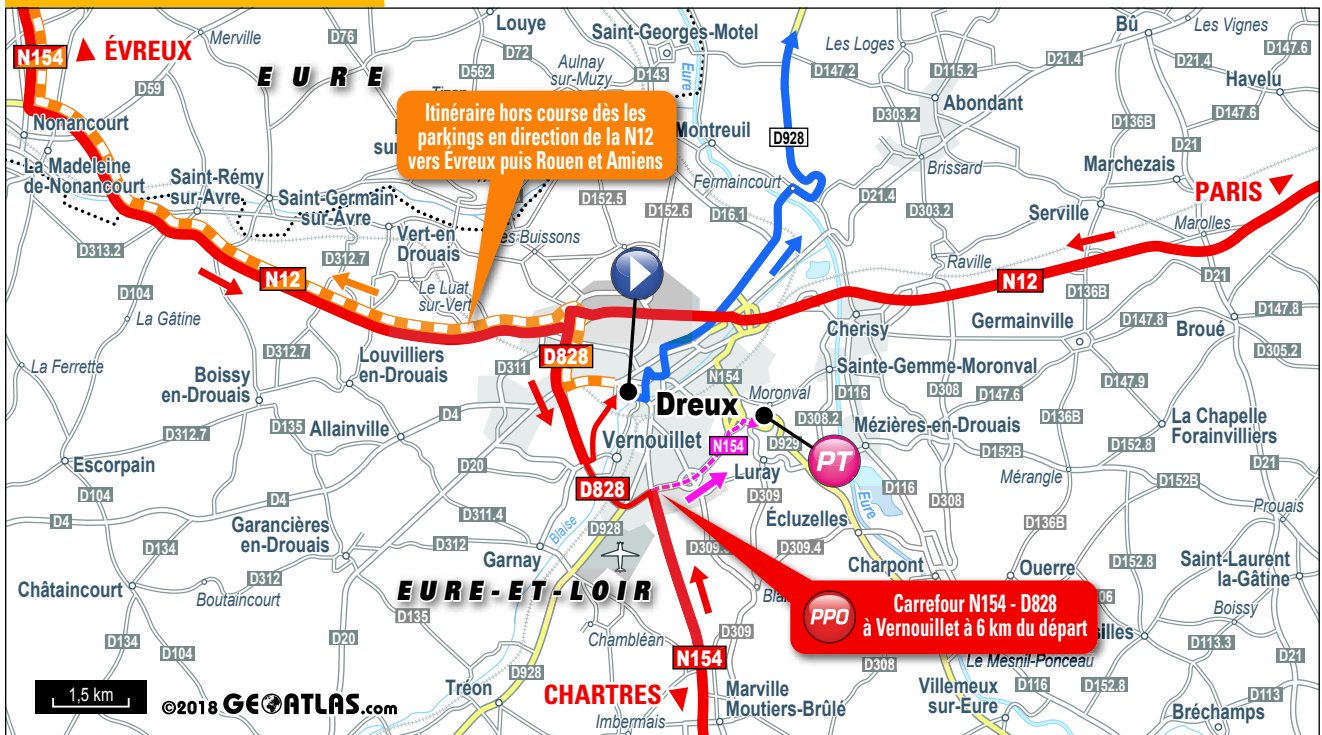 N154
ÉVREUX
Merville
D76
Louye
Saint-Georges-Motel
D72
D562
Aulnay
sur-Muzy
D143
Eure
D147.2
Les Loges
D115.2
Bû
Les Vignes
D147.6
D21.4
D21.4
Havelu
EURE
D59
Nonancourt
La Madeleine
de-Nonancourt
Saint-Rémy
sur-Avre
Saint-Germain
sur-Avre
Itinéraire hors course dès les
parkings en direction de la N12
vers Évreux puis Rouen et Amiens
Montreuil
D928
D303.2
Abondant
D136B
D147.6
D21
Marchezais
Brissard
Fermaincourt
D152.5
D152.6
D16.1
D21.4
D303.2
Serville
PARIS
Marolles
D313.2
Vert-en
Drouais
D312.7
Buissons
N12
Le Luat
sur-Vert
Raville
N12
D136B
D21
D104
La Gâtine
Chérisy
Germainville
D147.8
D147.8
Broué
D305.2
La Ferrette
D312.7
Louvilliers
en-Drouais
D311
D828
Boissy
en-Drouais
N154
Moronval
Sainte-Gemme-Moronval
D116
D308
D147.6
D147.9
Dreux
D308.2
D136B
La Chapelle
Forainvilliers
D312.7
D135
Allainville
D4
Vernouillet
N154
D929
PT
Mézières-en-Drouais
D152B
D152.8
Escorpain
D20
Luray
Mérangle
D152B
D21
D104
D4
D828
D309
D116
Eure
D308
Prouais
D4
Garancières
en-Drouais
D311.4
D928
Blaise
Écluzelles
D136B
D134
D312
Garnay
D309.4
Charpont
Ouerre
D152.8
Saint-Laurent
la-Gâtine
Châtaincourt
D312
Boutaincourt
EURE-ET-LOIR
PPO
Carrefour N154 - D828
à Vernouillet à 6 km du départ
Boissy
D135
D134
D104
D20
Chambléan
D309
D113.3
D21
N154
D308
Le Mesnil-Ponceau
D928
Tréon
CHARTRES
Marville
Moutiers-Brûlé
Villemeux
sur-Eure
D116
D152.8
D113
Imbermais
Bréchamps
1,5 km
©2018 GEOATLAS.com